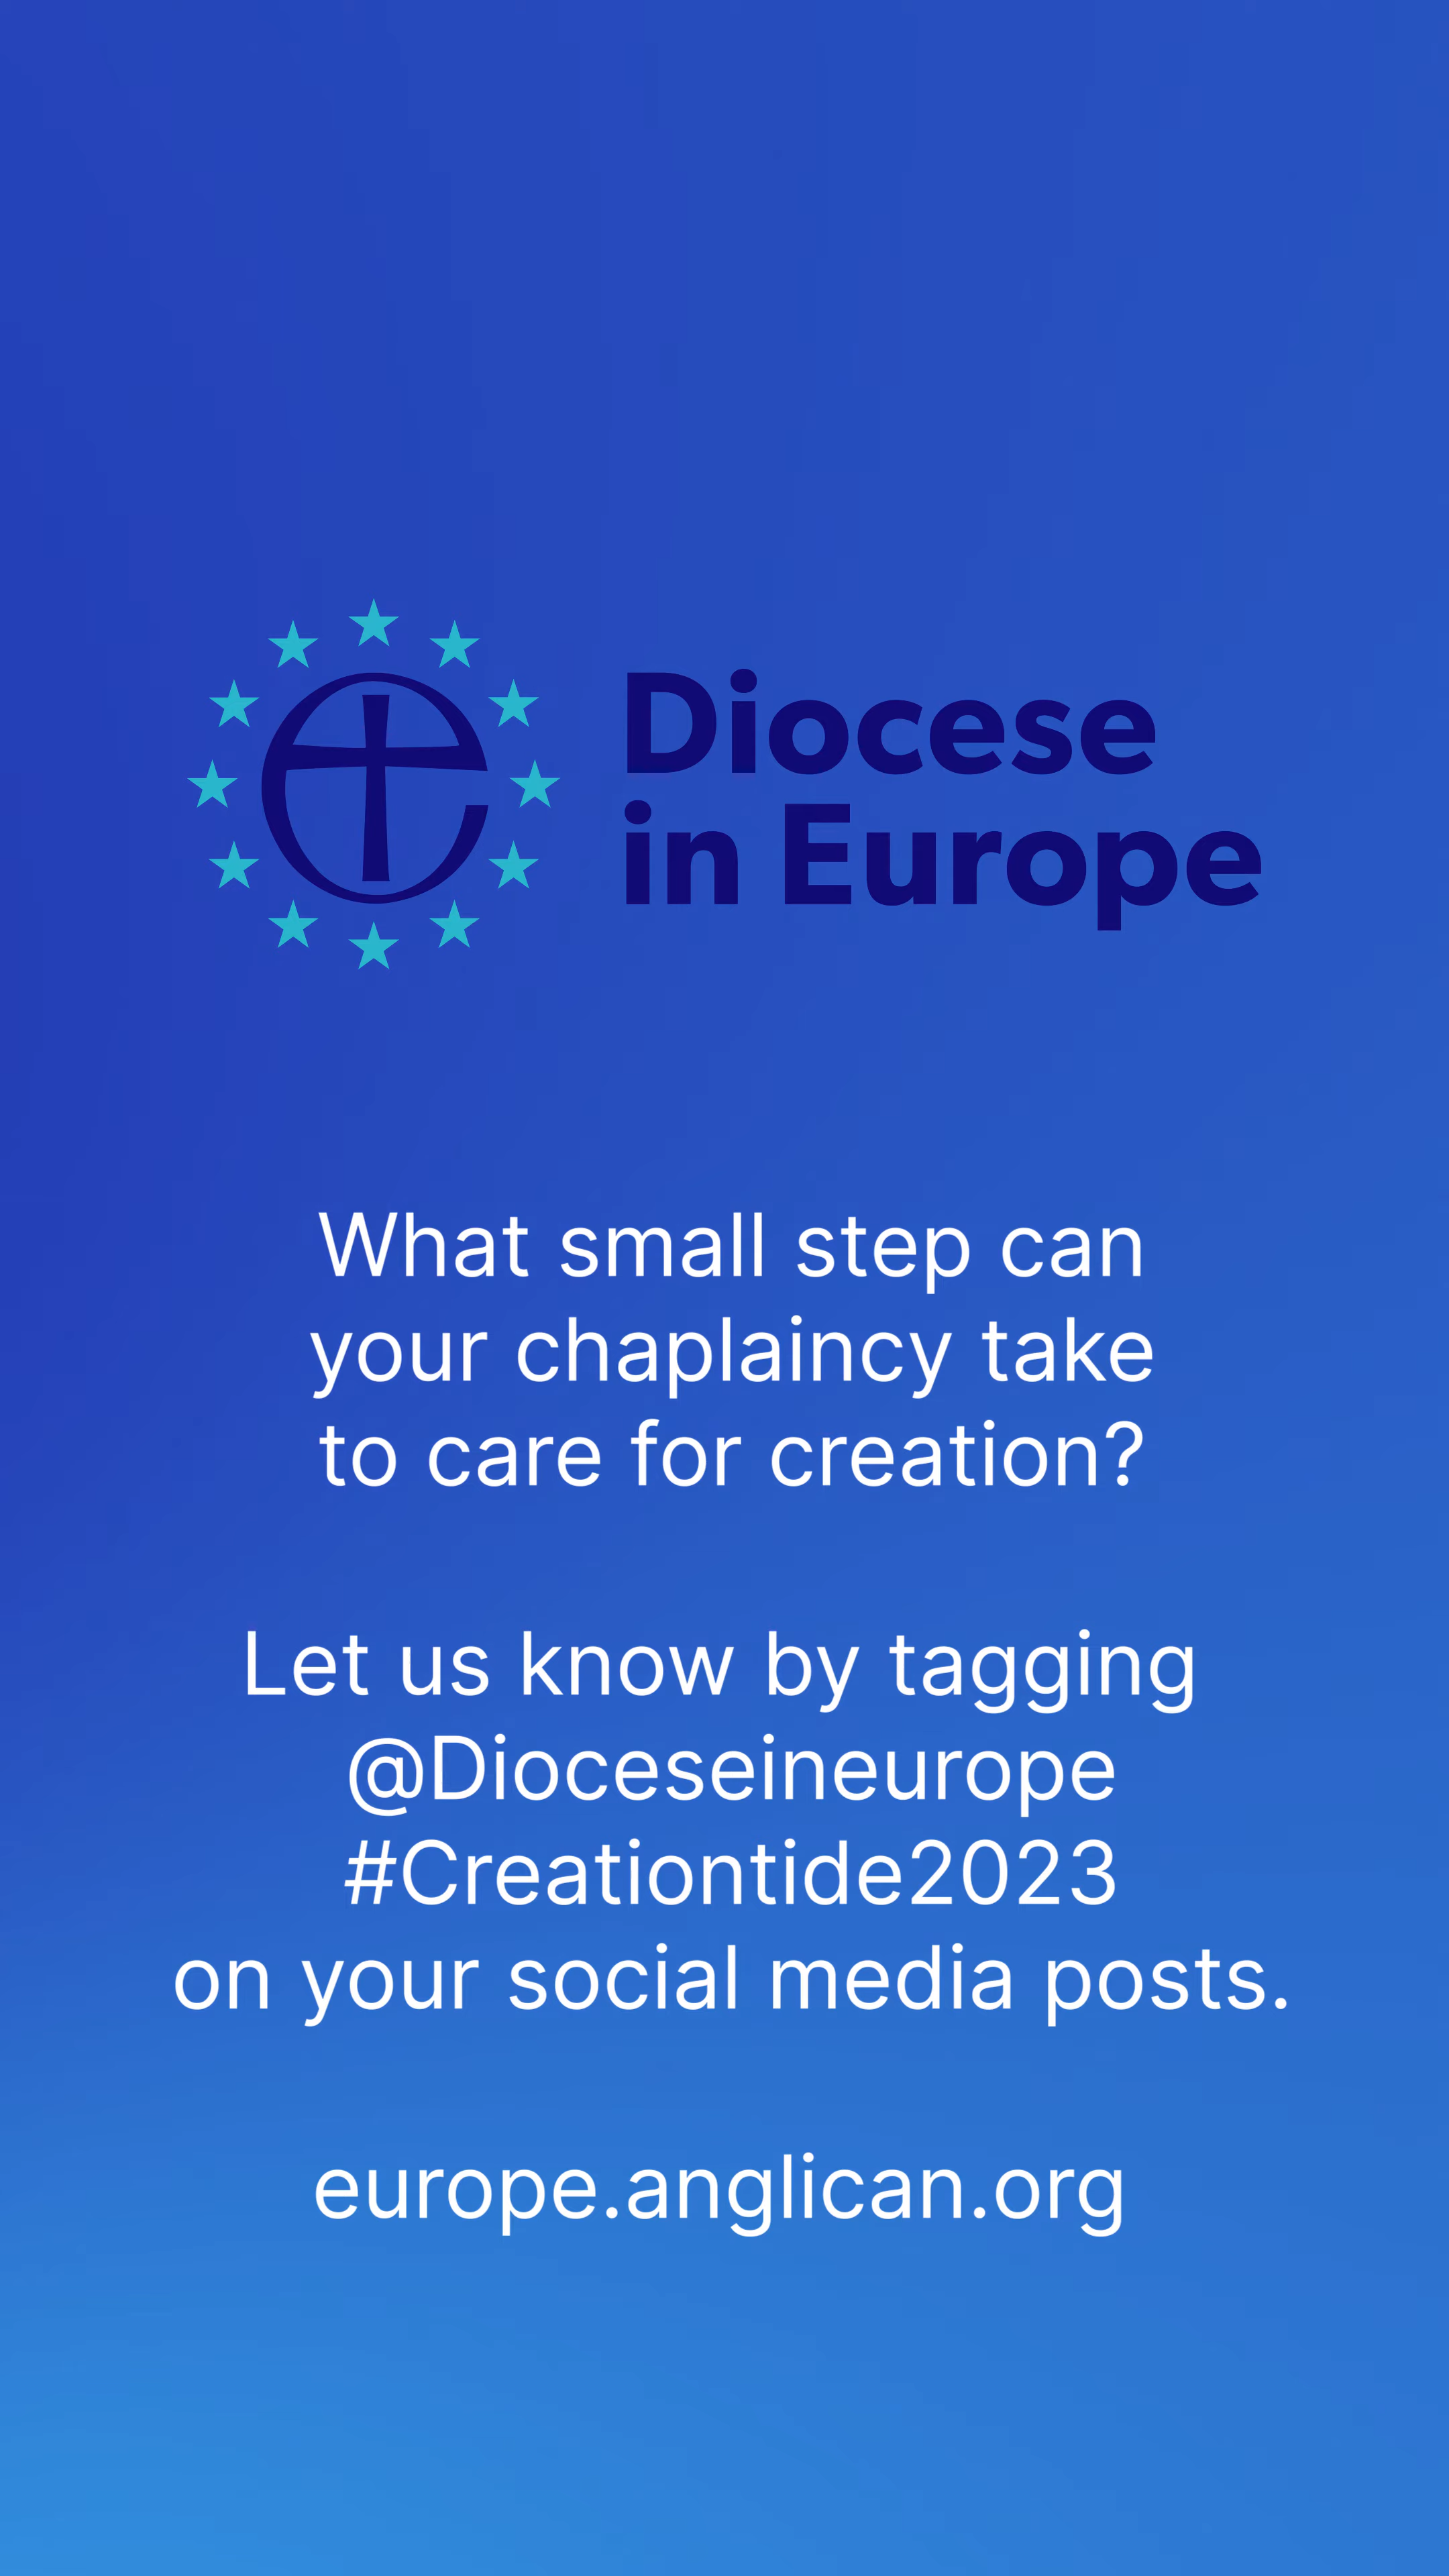 Diocese
in Europe
What small step can
your chaplaincy take
to care for creation?
Let us know by tagging
@Dioceseineurope
#Creationtide2023
on your social media posts.
europe.anglican.org